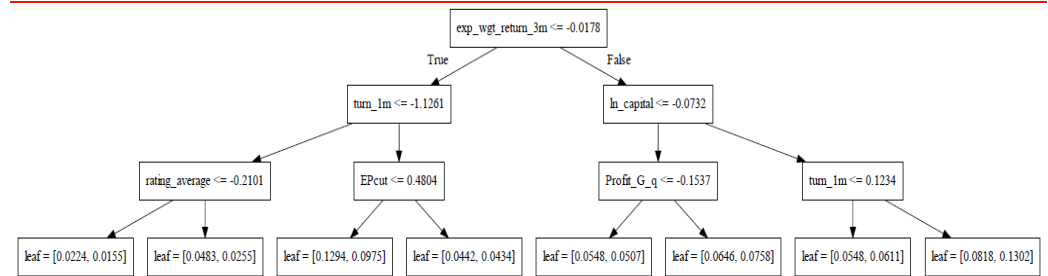 exp_wgt_return_3m <= -0.0178
True
False
turn_1m <= -1.1261
ln_capital <= -0.0732
rating_average <= -0.2101
EPcut <= 0.4804
Profit_G_q <= -0.1537
turn_1m <= 0.1234
leaf = [0.0224, 0.0155]
leaf = [0.0483, 0.0255]
leaf = [0.1294, 0.0975]
leaf = [0.0442, 0.0434]
leaf = [0.0548, 0.0507]
leaf = [0.0646, 0.0758]
leaf = [0.0548, 0.0611]
leaf = [0.0818, 0.1302]